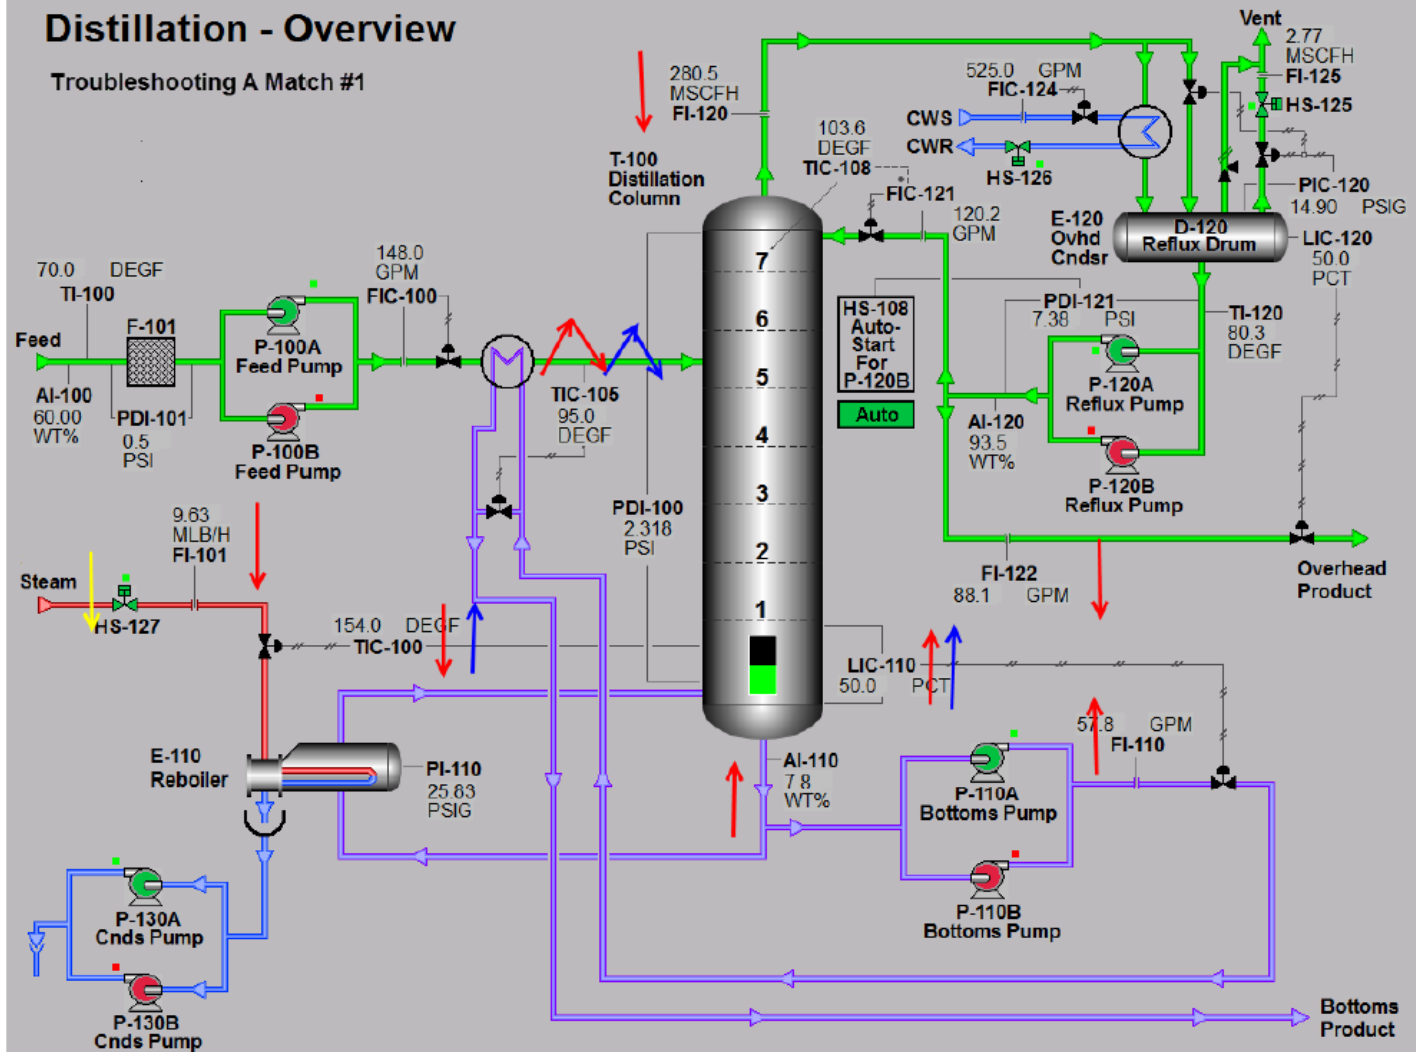 Distillation - Overview
Troubleshooting A Match #1
Vent
2.77
MSCFH
FI-125
HS-125
280.5
MSCFH
FI-120
525.0 GPM
FIC-124
CWS
CWR
HS-126
103.6
DEGF
TIC-108
T-100
Distillation
Column
FIC-121
120.2
GPM
PIC-120
14.90 PSIG
E-120
Ovhd
Cndsr
D-120
Reflux Drum
LIC-120
50.0
PCT
70.0 DEGF
TI-100
148.0
GPM
FIC-100
F-101
Feed
P-100A
Feed Pump
AI-100
60.00
WT%
PDI-101
0.5
PSI
P-100B
Feed Pump
TIC-105
95.0
DEGF
7
6
5
4
3
2
1
HS-108
Auto-
Start
For
P-120B
Auto
PDI-121
7.38 PSI
TI-120
80.3
DEGF
P-120A
Reflux Pump
AI-120
93.5
WT%
P-120B
Reflux Pump
PDI-100
2.318
PSI
9.63
MLB/H
FI-101
Steam
HS-127
154.0 DEGF
TIC-100
FI-122
88.1 GPM
Overhead
Product
LIC-110
50.0 PCT
57.8 GPM
FI-110
E-110
Reboiler
PI-110
25.83
PSIG
AI-110
7.8
WT%
P-110A
Bottoms Pump
P-110B
Bottoms Pump
P-130A
Cnds Pump
P-130B
Cnds Pump
Bottoms
Product